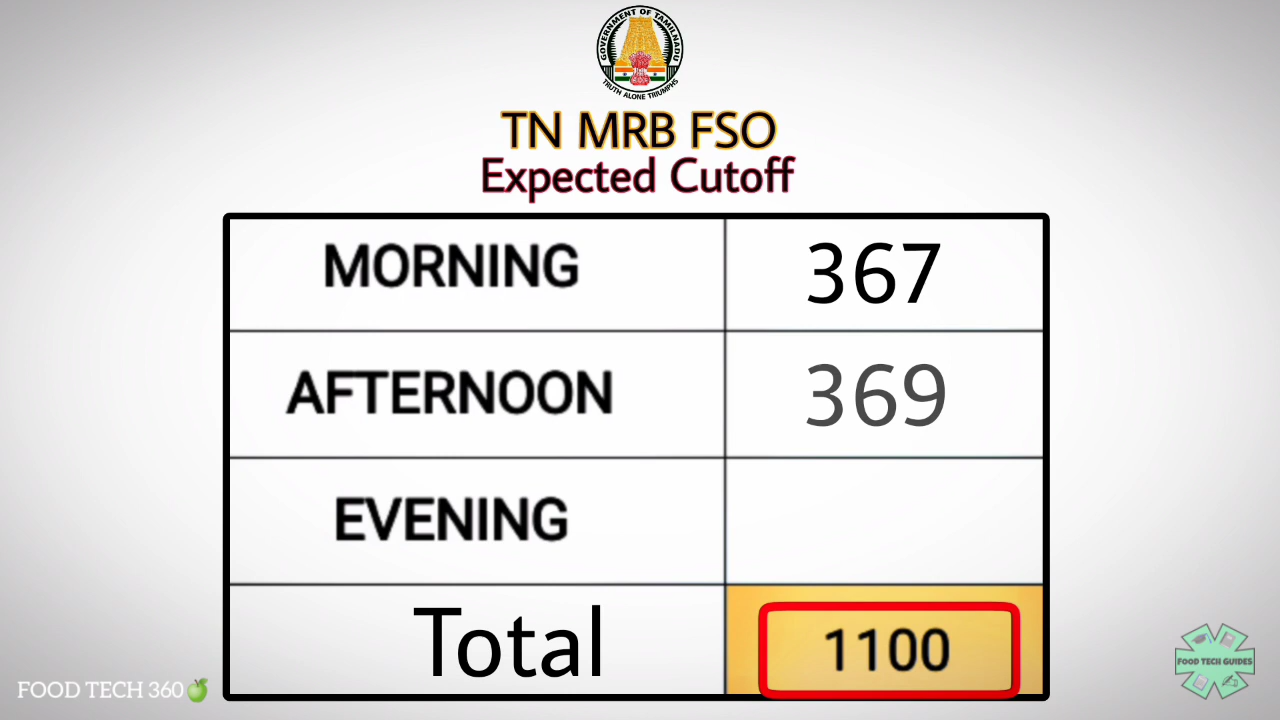 GOVERNMENT OF TAMILNADU
TRUTH ALONE TRIUMPHS
TN MRB FSO
Expected Cutoff
MORNING 367
AFTERNOON 369
EVENING
Total 1100
FOOD TECH 360
FOOD TECH GUIDES